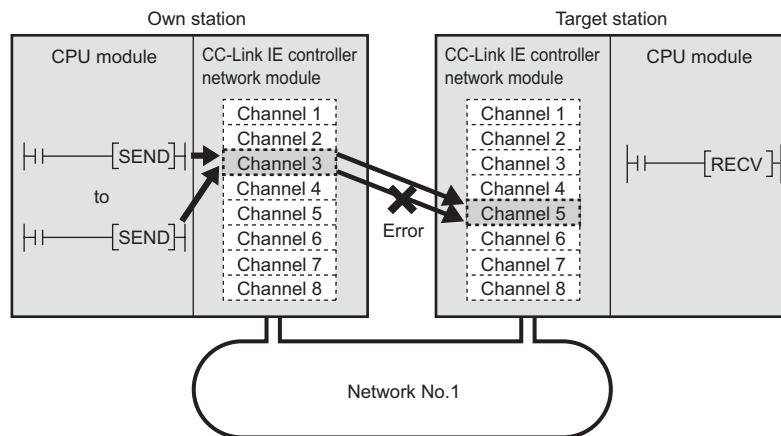 Own station
Target station
CPU module
CC-Link IE controller
network module
CC-Link IE controller
network module
CPU module
Channel 1
Channel 2
Channel 3
Channel 4
Channel 5
Channel 6
Channel 7
Channel 8
SEND
to
SEND
Error
Channel 1
Channel 2
Channel 3
Channel 4
Channel 5
Channel 6
Channel 7
Channel 8
RECV
Network No.1